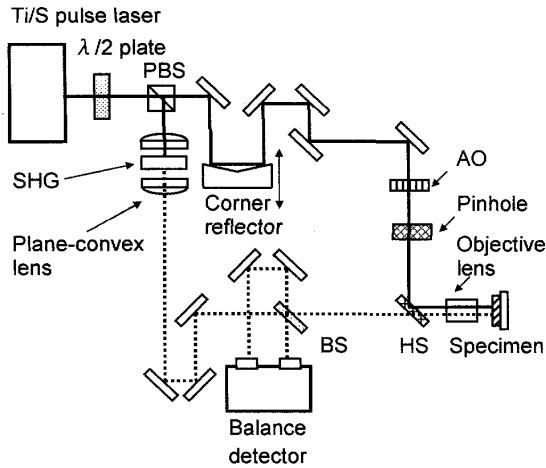 Ti/S pulse laser
λ/2 plate
PBS
SHG
Plane-convex
lens
Corner
reflector
AO
Pinhole
Objective
lens
BS
HS
Specimen
Balance
detector